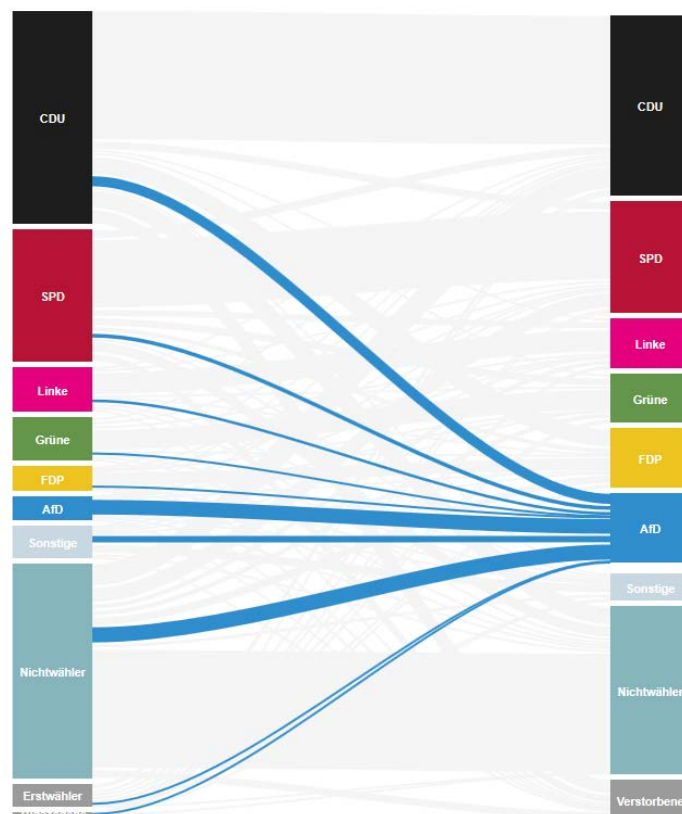 CDU
SPD
Linke
Grüne
FDP
AfD
Sonstige
Nichtwähler
Erstwähler
CDU
SPD
Linke
Grüne
FDP
AfD
Sonstige
Nichtwähler
Verstorbene